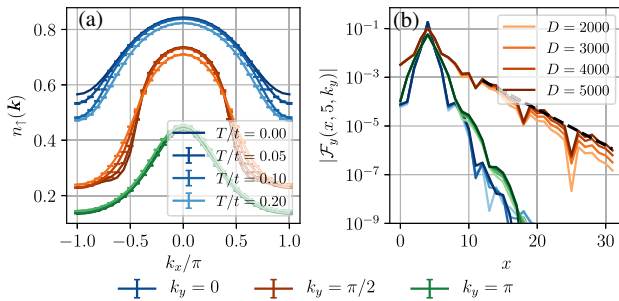 (a)
n↑(k)
0.8
0.6
0.4
0.2
T/t = 0.00
T/t = 0.05
T/t = 0.10
T/t = 0.20
−1.0 −0.5 0.0 0.5 1.0
kx/π
(b)
|Fy(x, 5, ky)|
10−1
10−3
10−5
10−7
10−9
D = 2000
D = 3000
D = 4000
D = 5000
0 10 20 30
x
ky = 0 ky = π/2 ky = π